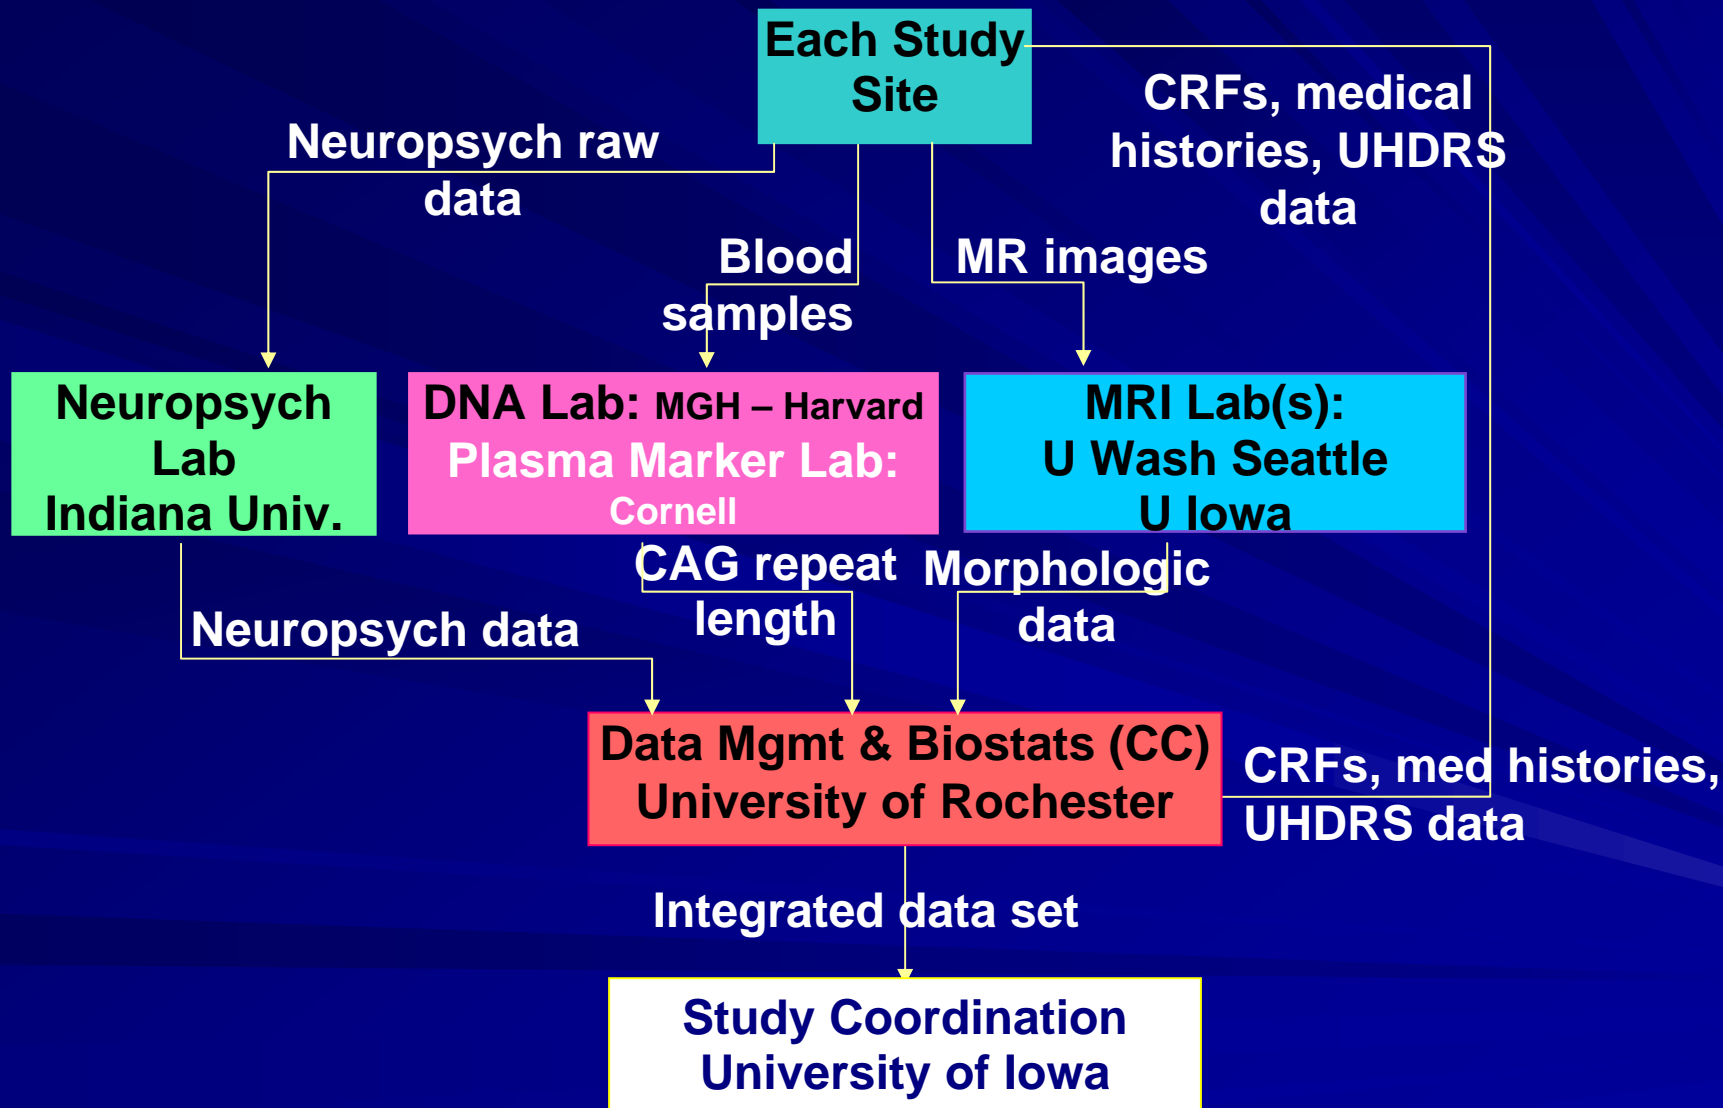 Each Study
Site
CRFs, medical
histories, UHDRS
data
Neuropsych raw
data
Blood
samples
MR images
Neuropsych
Lab
Indiana Univ.
DNA Lab: MGH – Harvard
Plasma Marker Lab:
Cornell
MRI Lab(s):
U Wash Seattle
U Iowa
CAG repeat
length
Morphologic
data
Neuropsych data
Data Mgmt & Biostats (CC)
University of Rochester
CRFs, med histories,
UHDRS data
Integrated data set
Study Coordination
University of Iowa